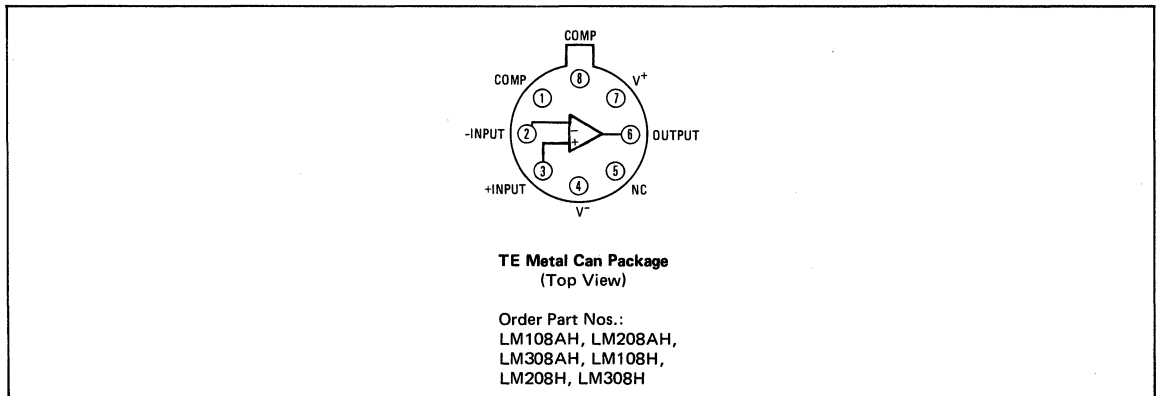 COMP
COMP
8
V+
1
7
-INPUT
2
-
+
6
OUTPUT
3
5
+INPUT
4
NC
V-
TE Metal Can Package
(Top View)
Order Part Nos.:
LM108AH, LM208AH,
LM308AH, LM108H,
LM208H, LM308H